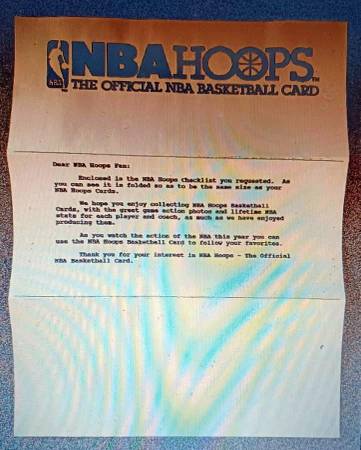 NBA HOOPS TM
THE OFFICIAL NBA BASKETBALL CARD
Dear NBA Hoops Fan:
Enclosed is the NBA Hoops Checklist you requested. As
you can see it is folded so as to be the same size as your
NBA Hoops Cards.
We hope you enjoy collecting NBA Hoops Basketball
Cards, with the great game action photos and lifetime NBA
stats for each player and coach, as much as we have enjoyed
producing them.
As you watch the action of the NBA this year you can
use the NBA Hoops Basketball Card to follow your favorites.
Thank you for your interest in NBA Hoops - The Official
NBA Basketball Card.